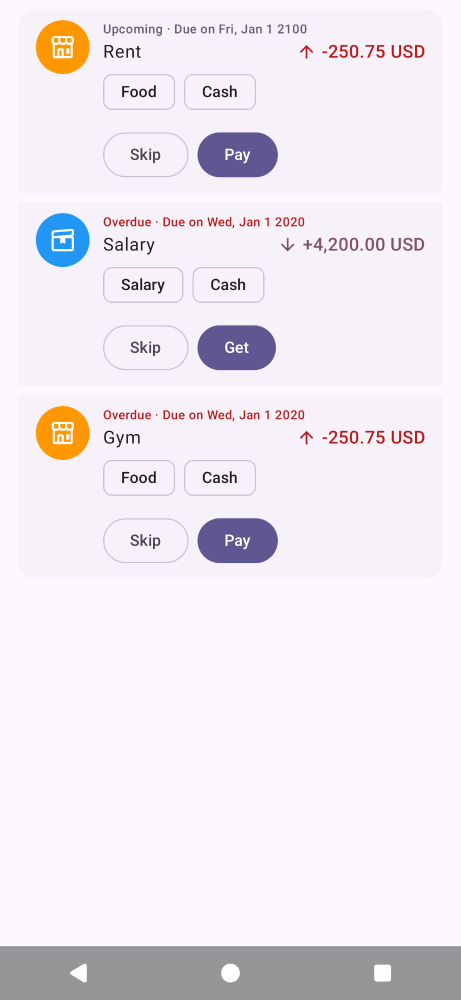 Upcoming · Due on Fri, Jan 1 2100
Rent -250.75 USD
Food Cash
Skip Pay
Overdue · Due on Wed, Jan 1 2020
Salary +4,200.00 USD
Salary Cash
Skip Get
Overdue · Due on Wed, Jan 1 2020
Gym -250.75 USD
Food Cash
Skip Pay